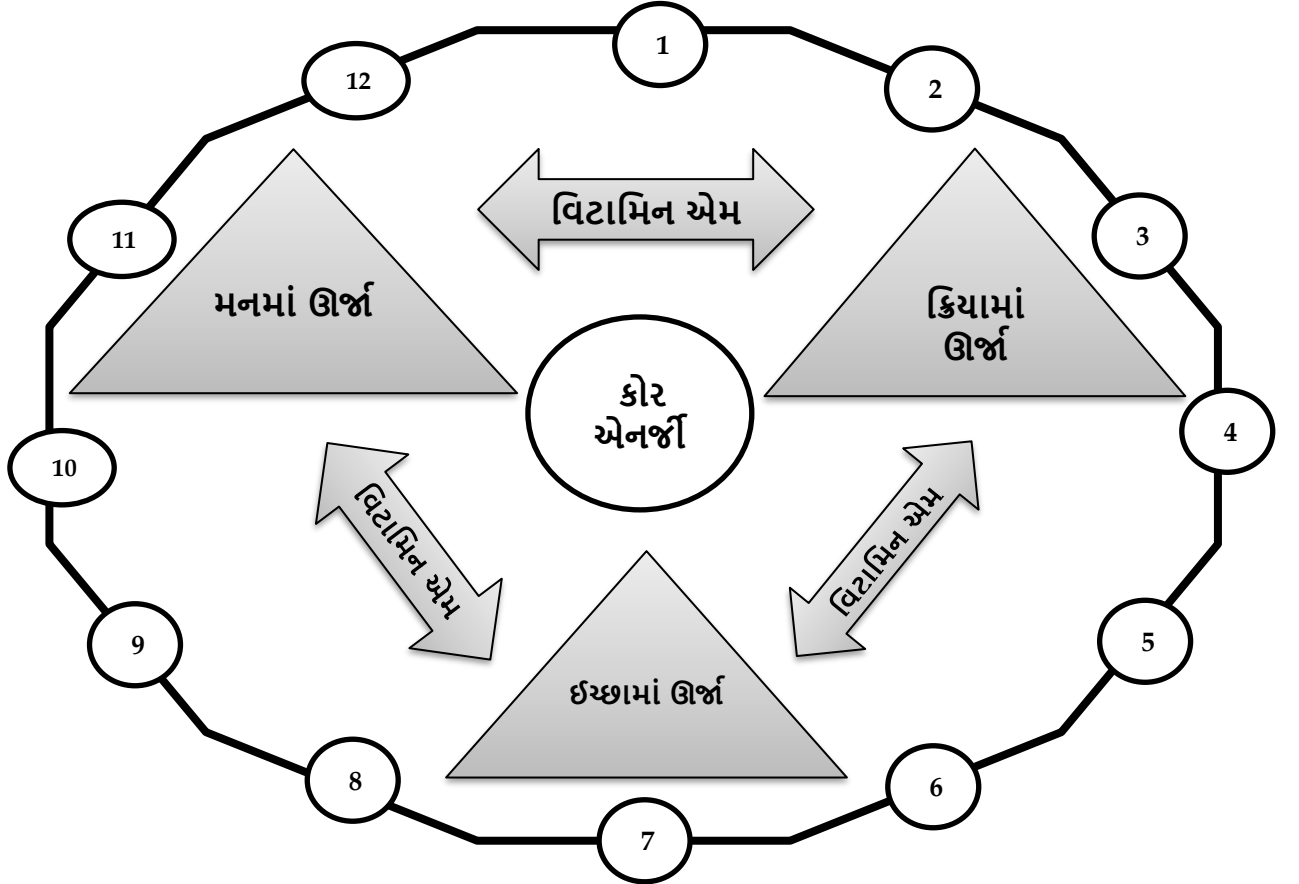 1
2
12
3
11
વિટામિન એમ
મનમાં ઊર્જા
ક્રિયામાં
ઊર્જા
કોર
એનર્જી
4
10
વિટામિન એમ
વિટામિન એમ
5
9
ઈચ્છામાં ઊર્જા
8
6
7